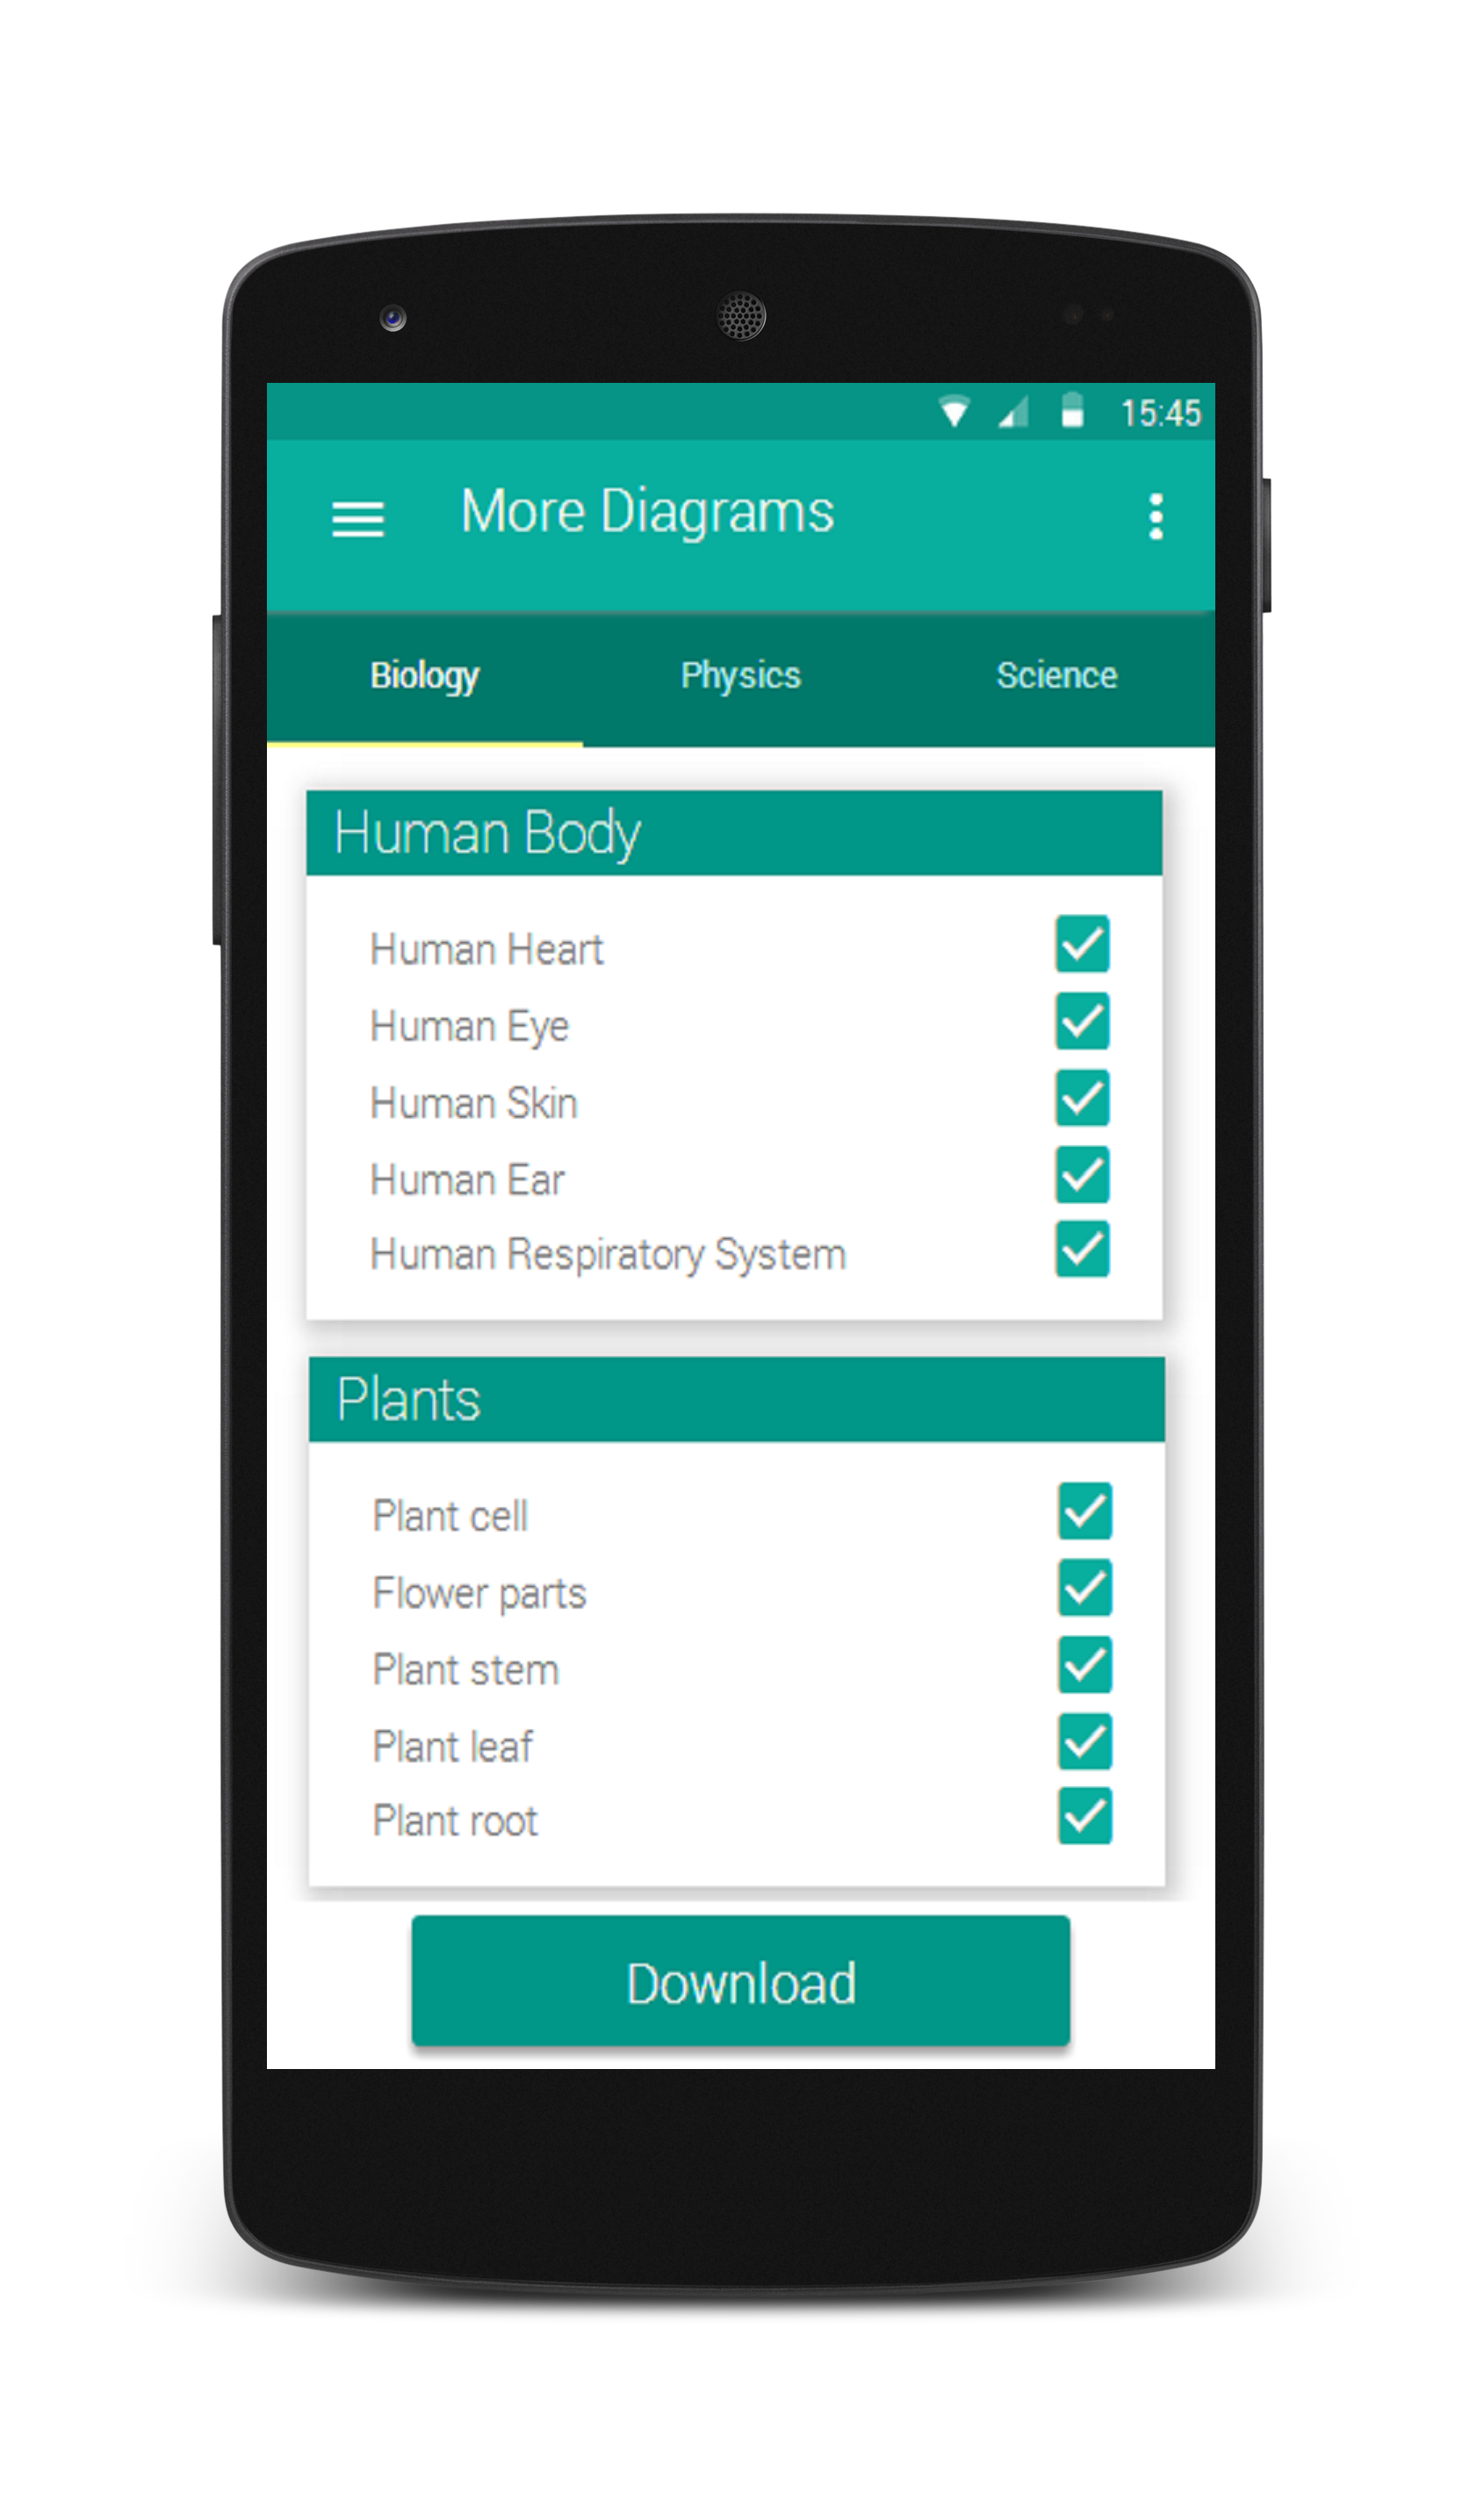 15:45
More Diagrams
Biology Physics Science
Human Body
Human Heart
Human Eye
Human Skin
Human Ear
Human Respiratory System
Plants
Plant cell
Flower parts
Plant stem
Plant leaf
Plant root
Download